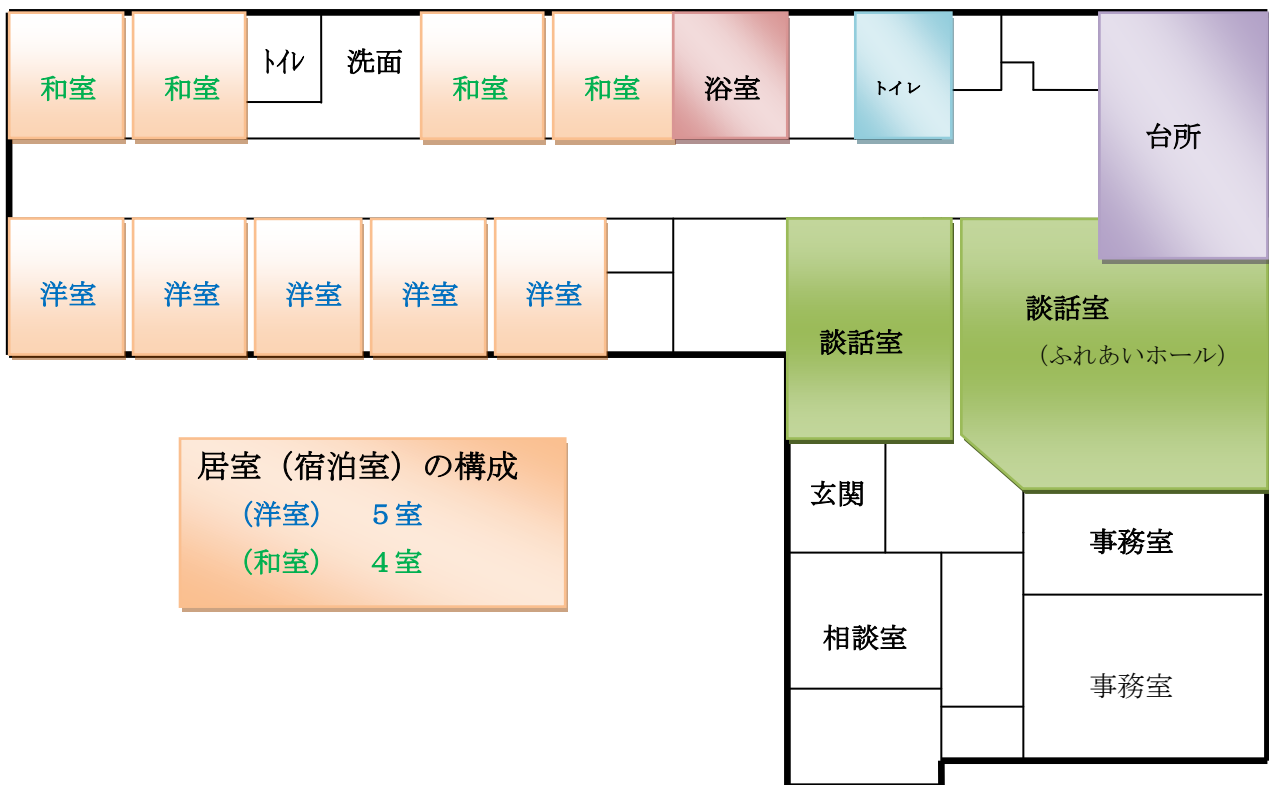 和室
和室
ﾄｲﾚ
洗面
和室
和室
浴室
トイレ
台所
洋室
洋室
洋室
洋室
洋室
談話室
談話室
（ふれあいホール）
居室（宿泊室）の構成
（洋室）　５室
（和室）　４室
玄関
事務室
相談室
事務室